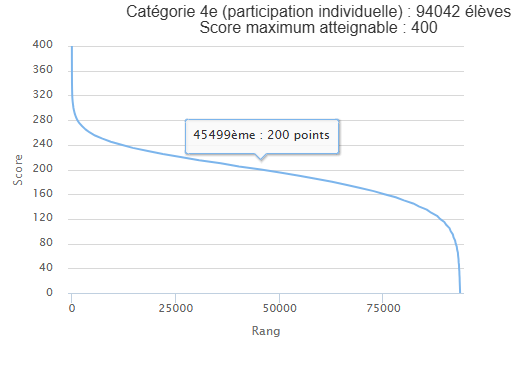 Catégorie 4e (participation individuelle) : 94042 élèves
Score maximum atteignable : 400
400
360
320
280
240
200
160
120
80
40
0
Score
45499ème : 200 points
0 25000 50000 75000
Rang